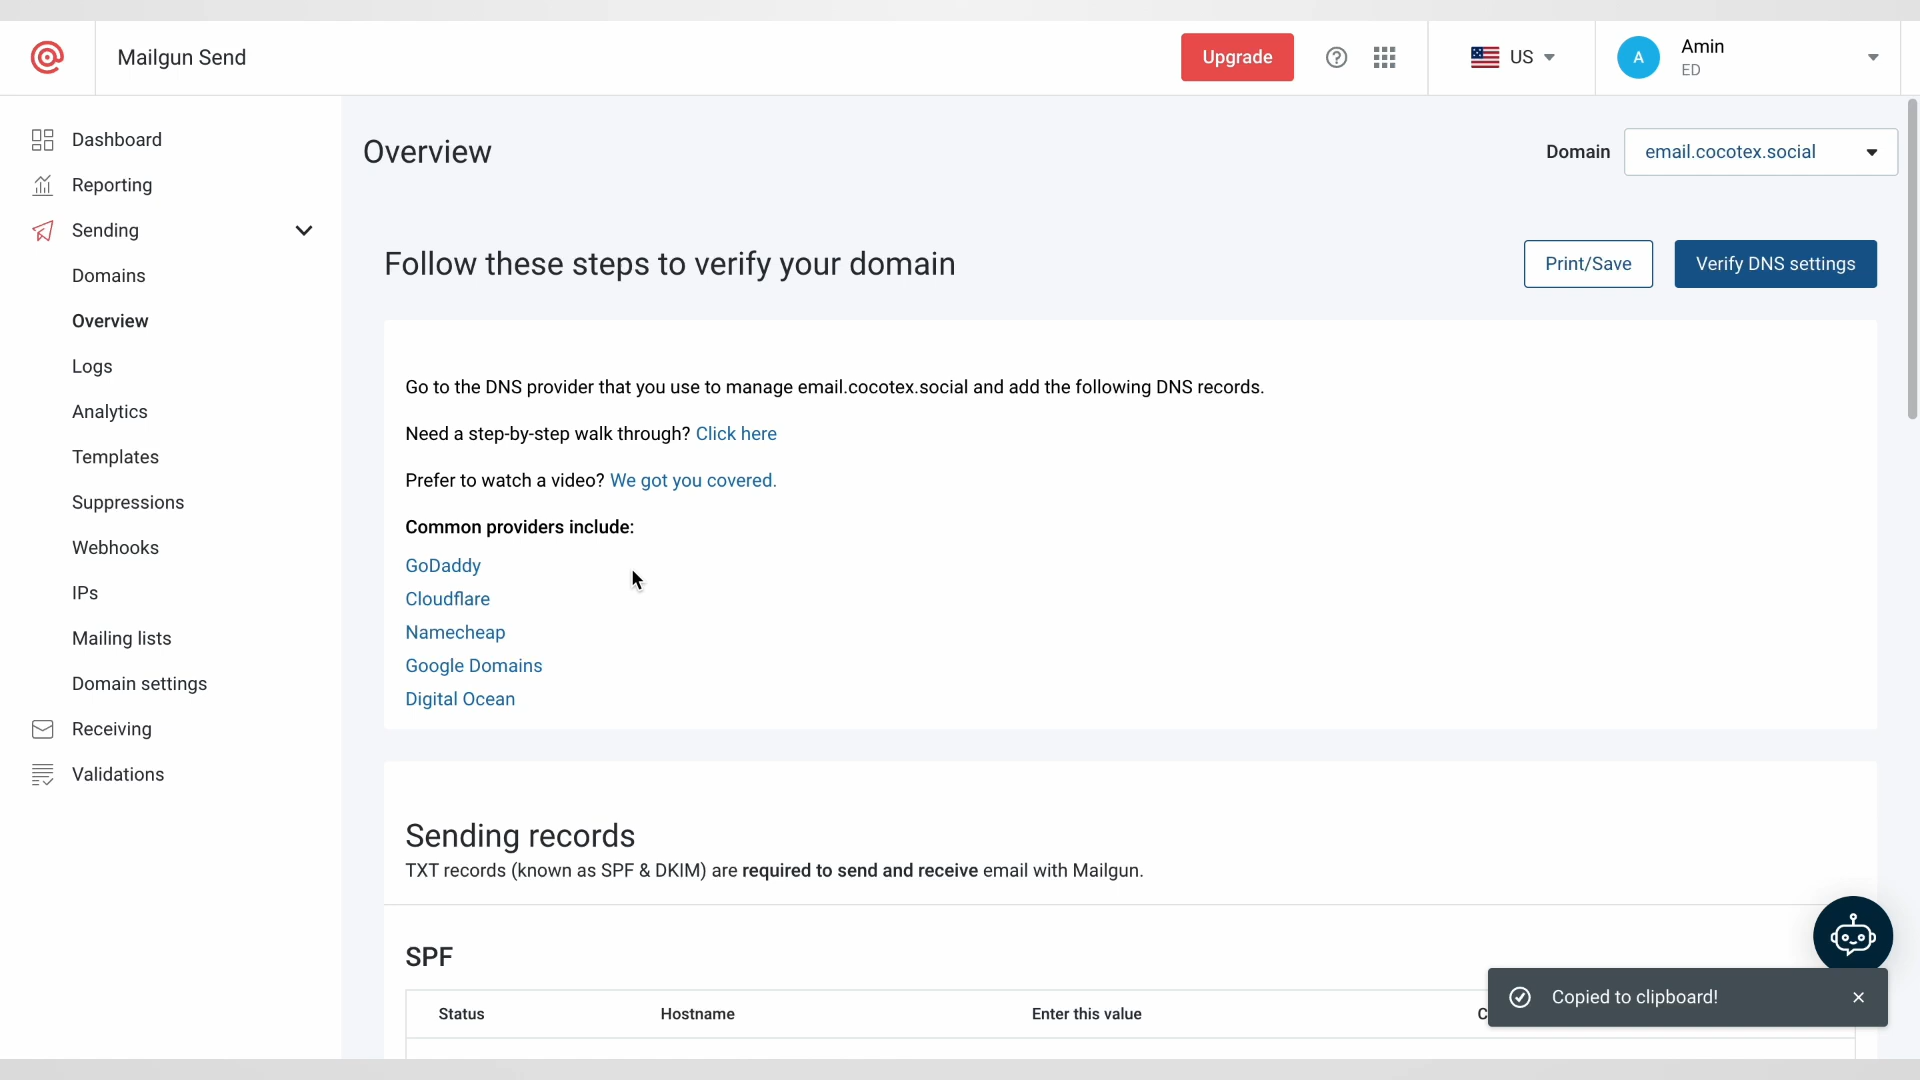 Mailgun Send
Upgrade
US
A
Amin
ED
Dashboard
Reporting
Sending
Domains
Overview
Logs
Analytics
Templates
Suppressions
Webhooks
IPs
Mailing lists
Domain settings
Receiving
Validations
Overview
Domain
email.cocotex.social
Follow these steps to verify your domain
Print/Save
Verify DNS settings
Go to the DNS provider that you use to manage email.cocotex.social and add the following DNS records.
Need a step-by-step walk through? Click here
Prefer to watch a video? We got you covered.
Common providers include:
GoDaddy
Cloudflare
Namecheap
Google Domains
Digital Ocean
Sending records
TXT records (known as SPF & DKIM) are required to send and receive email with Mailgun.
SPF
Status
Hostname
Enter this value
Copied to clipboard!